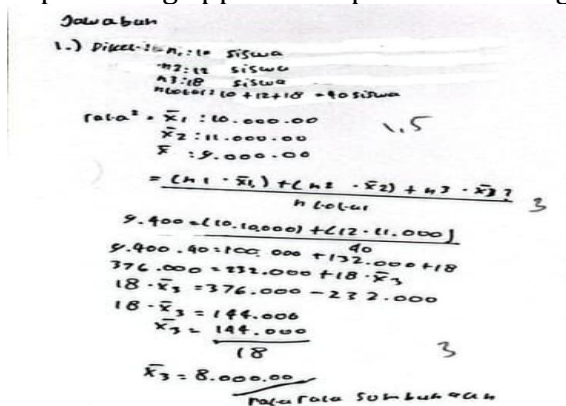 Jawaban
1.) Diket :- n1 : 10 siswa
n2 : 12 siswa
n3 : 18 siswa
n total : 10 + 12 + 18 = 40 siswa
rata² = x̄1 : 10.000.00
x̄2 : 11.000.00
x̄ : 9.000.00
1,5
= (n1 · x̄1) + (n2 · x̄2) + n3 · x̄3?
n total
3
9.400 = (10.10,000) + (12 · 11.000)
40
9.400 . 40 = 100.000 + 132.000 + 18
376.000 = 232.000 + 18 · x̄3
18 · x̄3 = 376.000 - 232.000
18 · x̄3 = 144.000
x̄3 = 144.000
18
3
x̄3 = 8.000.00
rata rata sumbangan